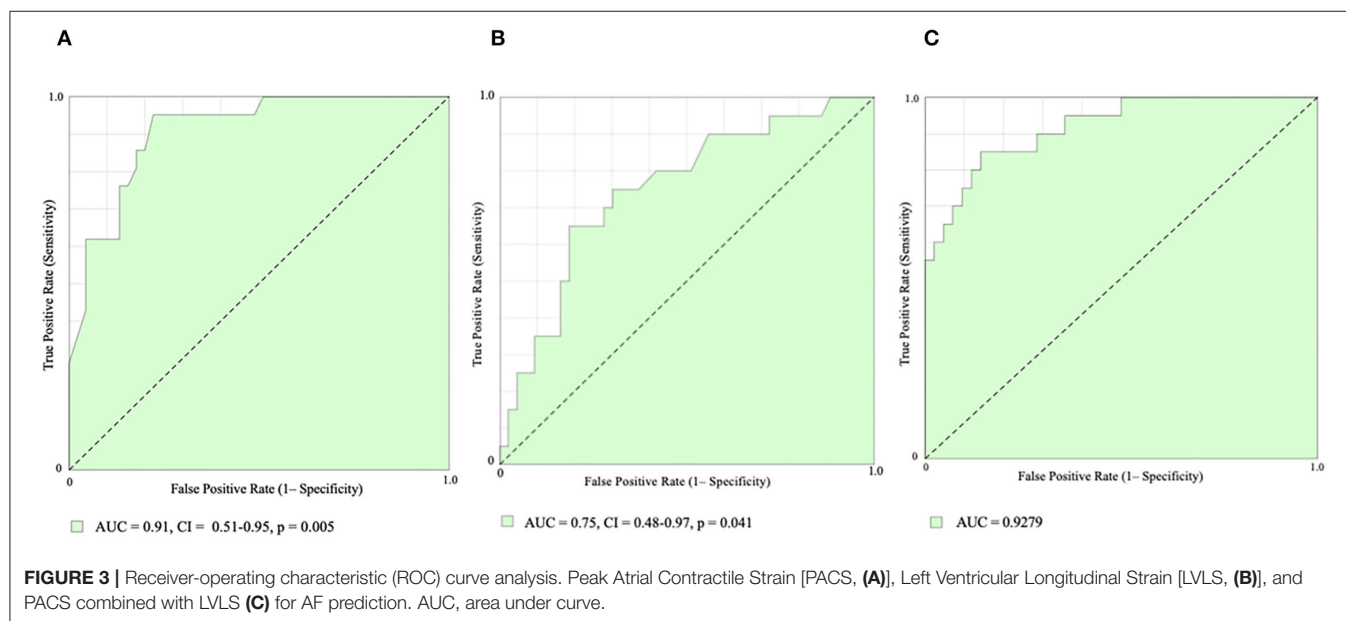 A
B
C
1.0
True Positive Rate (Sensitivity)
0
0
1.0
False Positive Rate (1– Specificity)
AUC = 0.91, CI = 0.51-0.95, p = 0.005
1.0
True Positive Rate (Sensitivity)
0
0
1.0
False Positive Rate (1– Specificity)
AUC = 0.75, CI = 0.48-0.97, p = 0.041
1.0
True Positive Rate (Sensitivity)
0
0
1.0
False Positive Rate (1– Specificity)
AUC = 0.9279
FIGURE 3 | Receiver-operating characteristic (ROC) curve analysis. Peak Atrial Contractile Strain [PACS, (A)], Left Ventricular Longitudinal Strain [LVLS, (B)], and
PACS combined with LVLS (C) for AF prediction. AUC, area under curve.